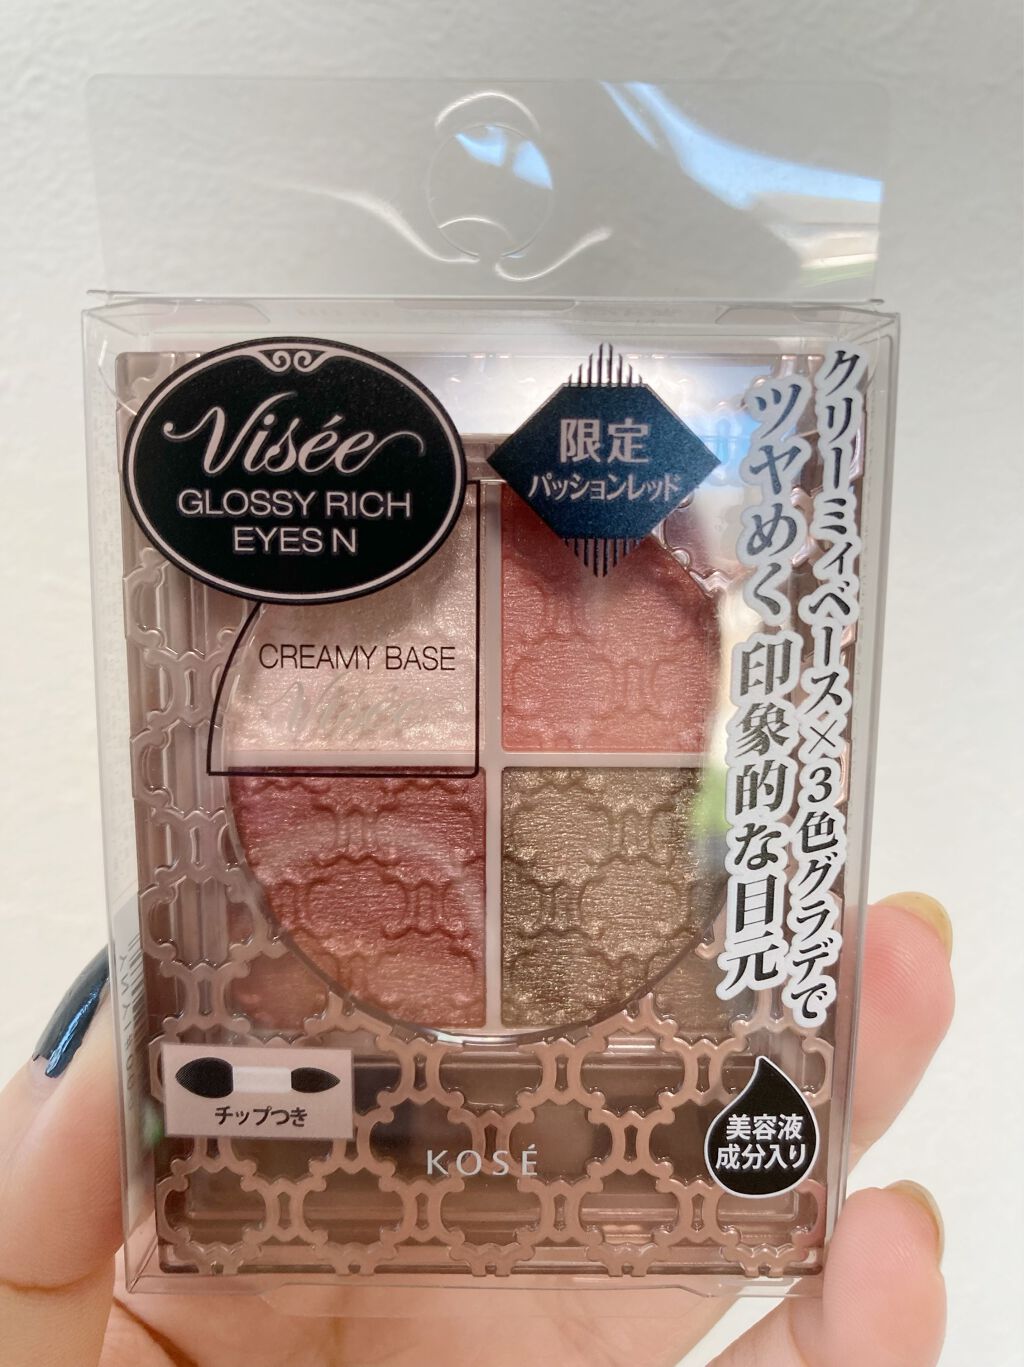 Visée
GLOSSY RICH
EYES N
限定
パッションレッド
クリーミィベース×3色グラデで
ツヤめく印象的な目元
CREAMY BASE
Visée
チップつき
KOSÉ
美容液
成分入り